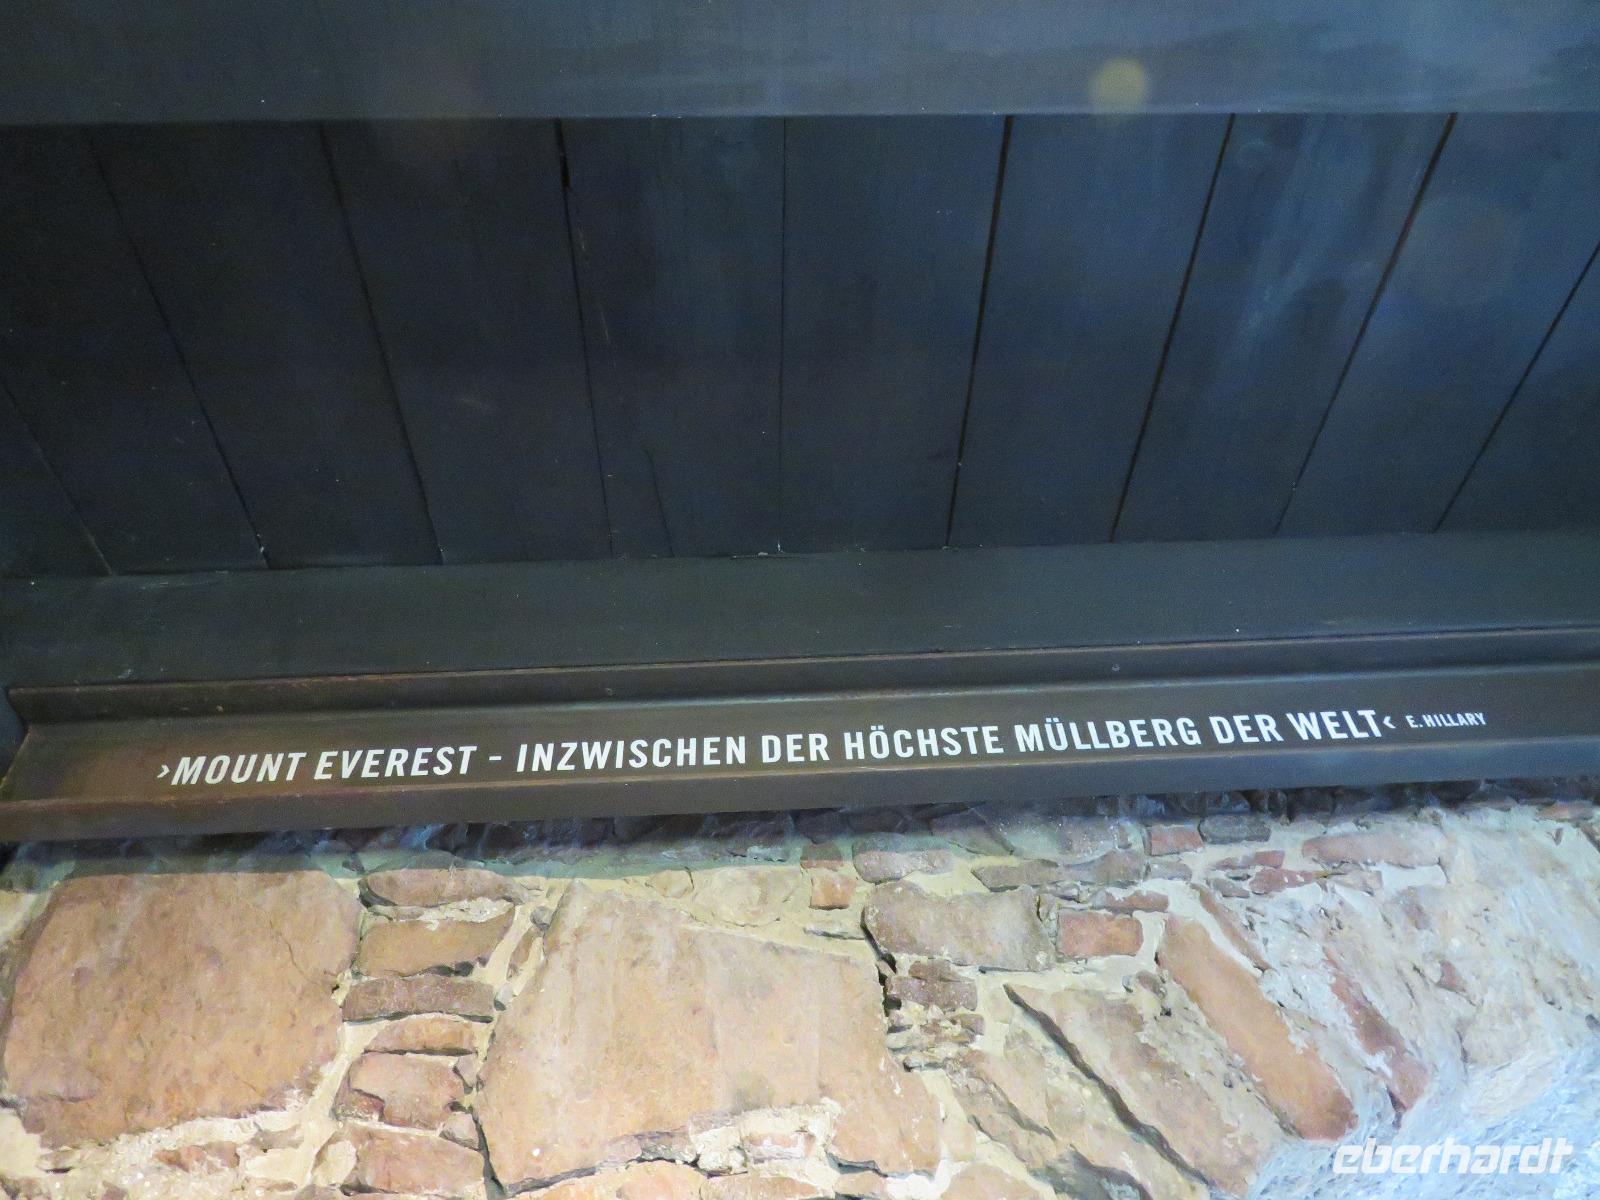 ›MOUNT EVEREST - INZWISCHEN DER HÖCHSTE MÜLLBERG DER WELT‹ E. HILLARY
eberhardt